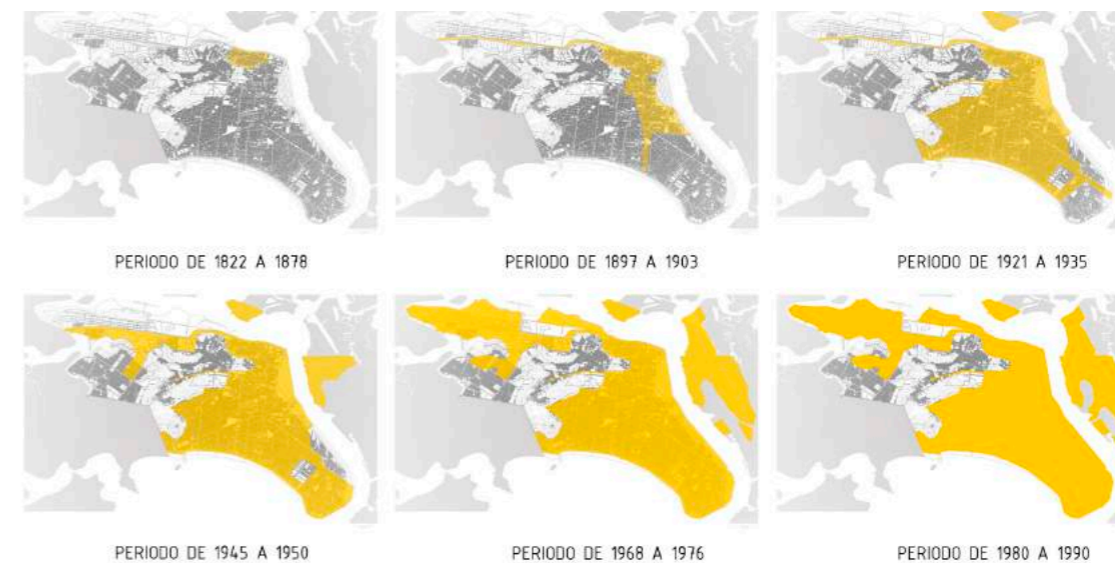 PERIODO DE 1822 A 1878
PERIODO DE 1897 A 1903
PERIODO DE 1921 A 1935
PERIODO DE 1945 A 1950
PERIODO DE 1968 A 1976
PERIODO DE 1980 A 1990